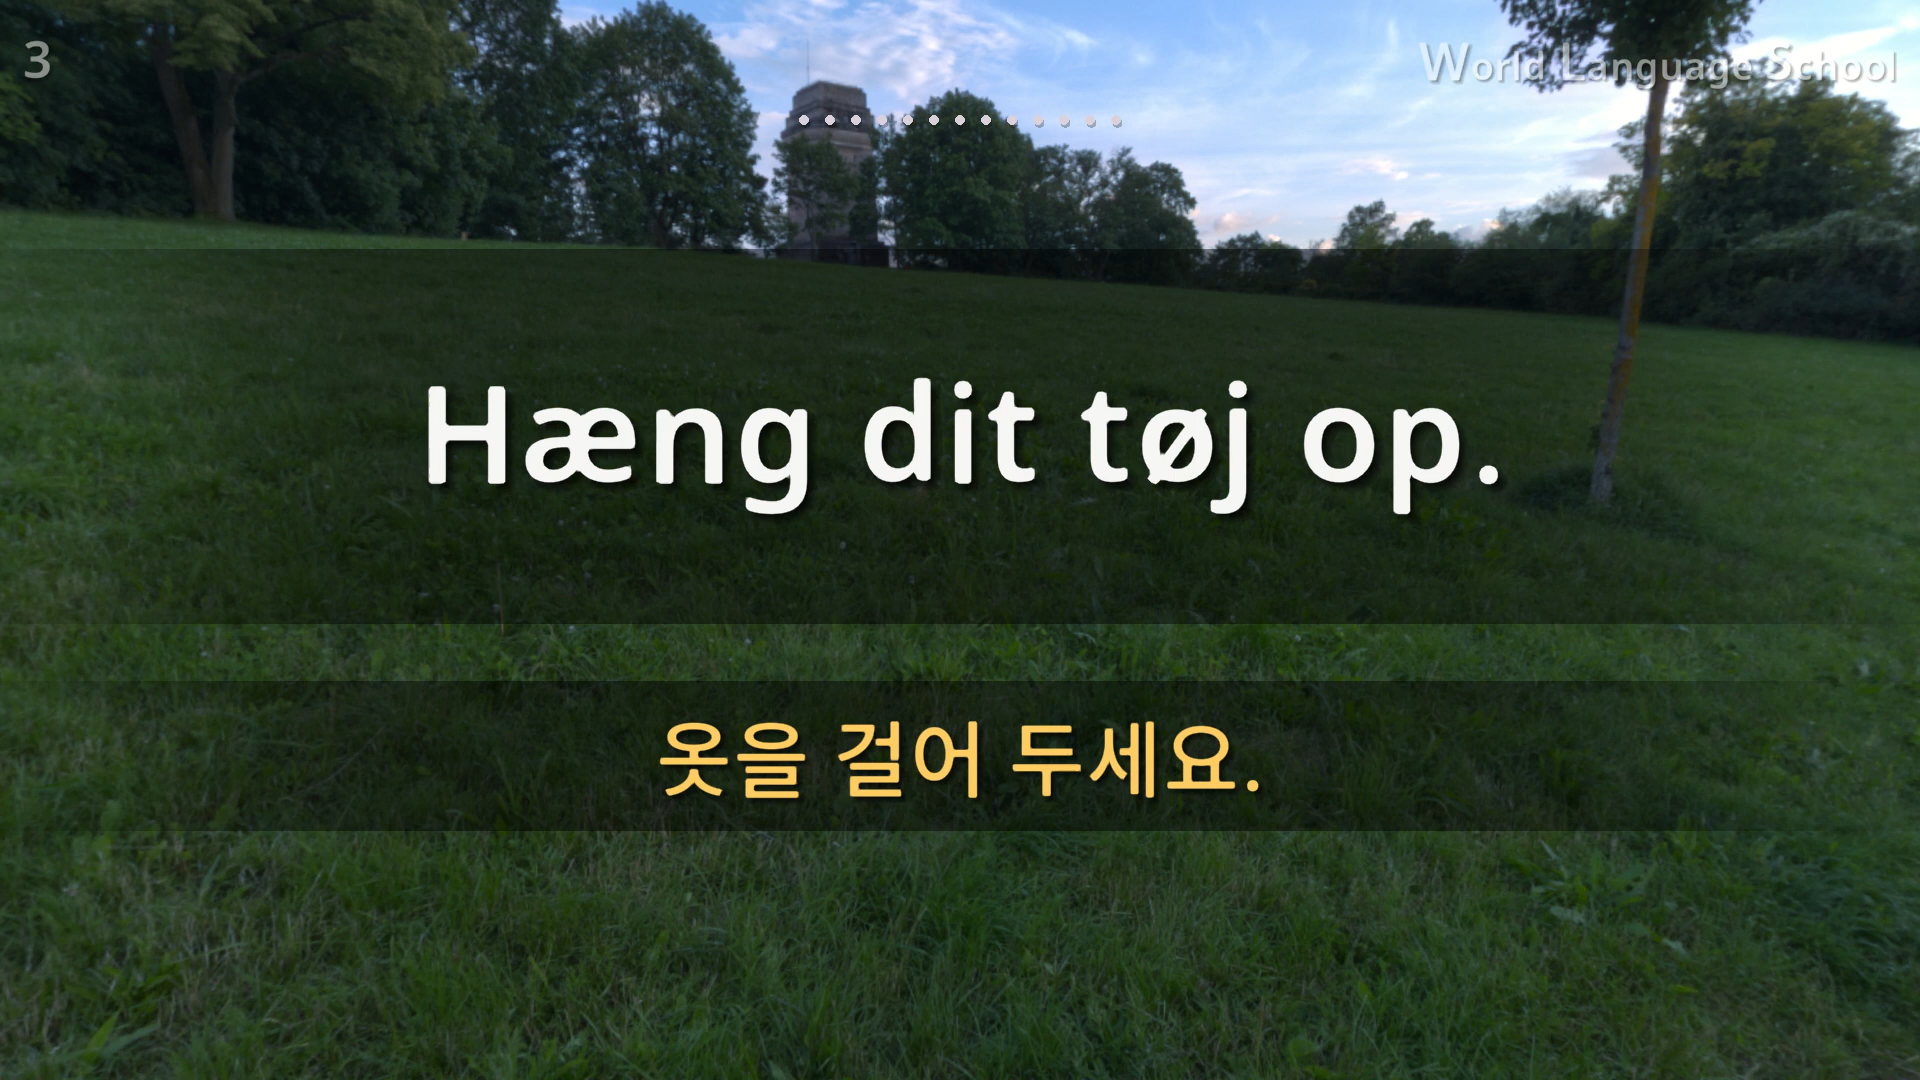 3
World Language School
Hæng dit tøj op.
옷을 걸어 두세요.